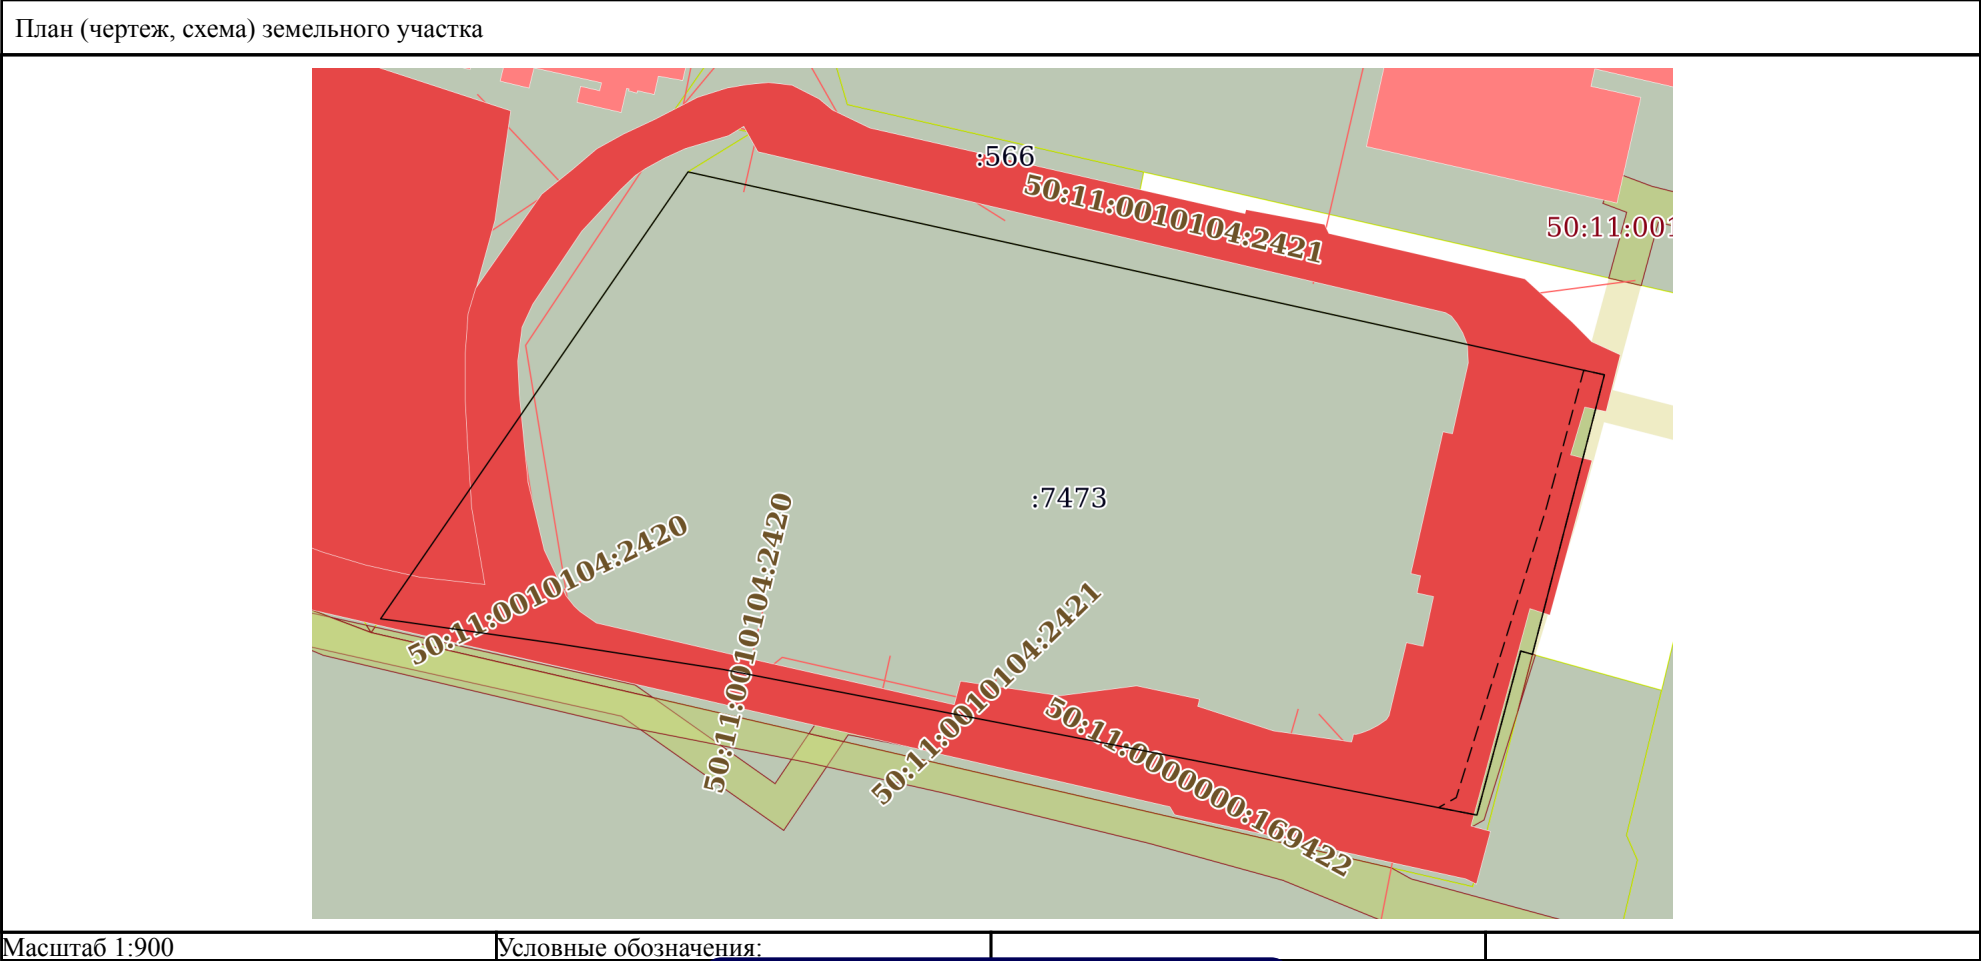 План (чертеж, схема) земельного участка
:566
50:11:0010104:2421
50:11:001
:7473
50:11:0010104:2420
50:11:0010104:2420
50:11:0010104:2421
50:11:0000000:169422
Масштаб 1:900
Условные обозначения: